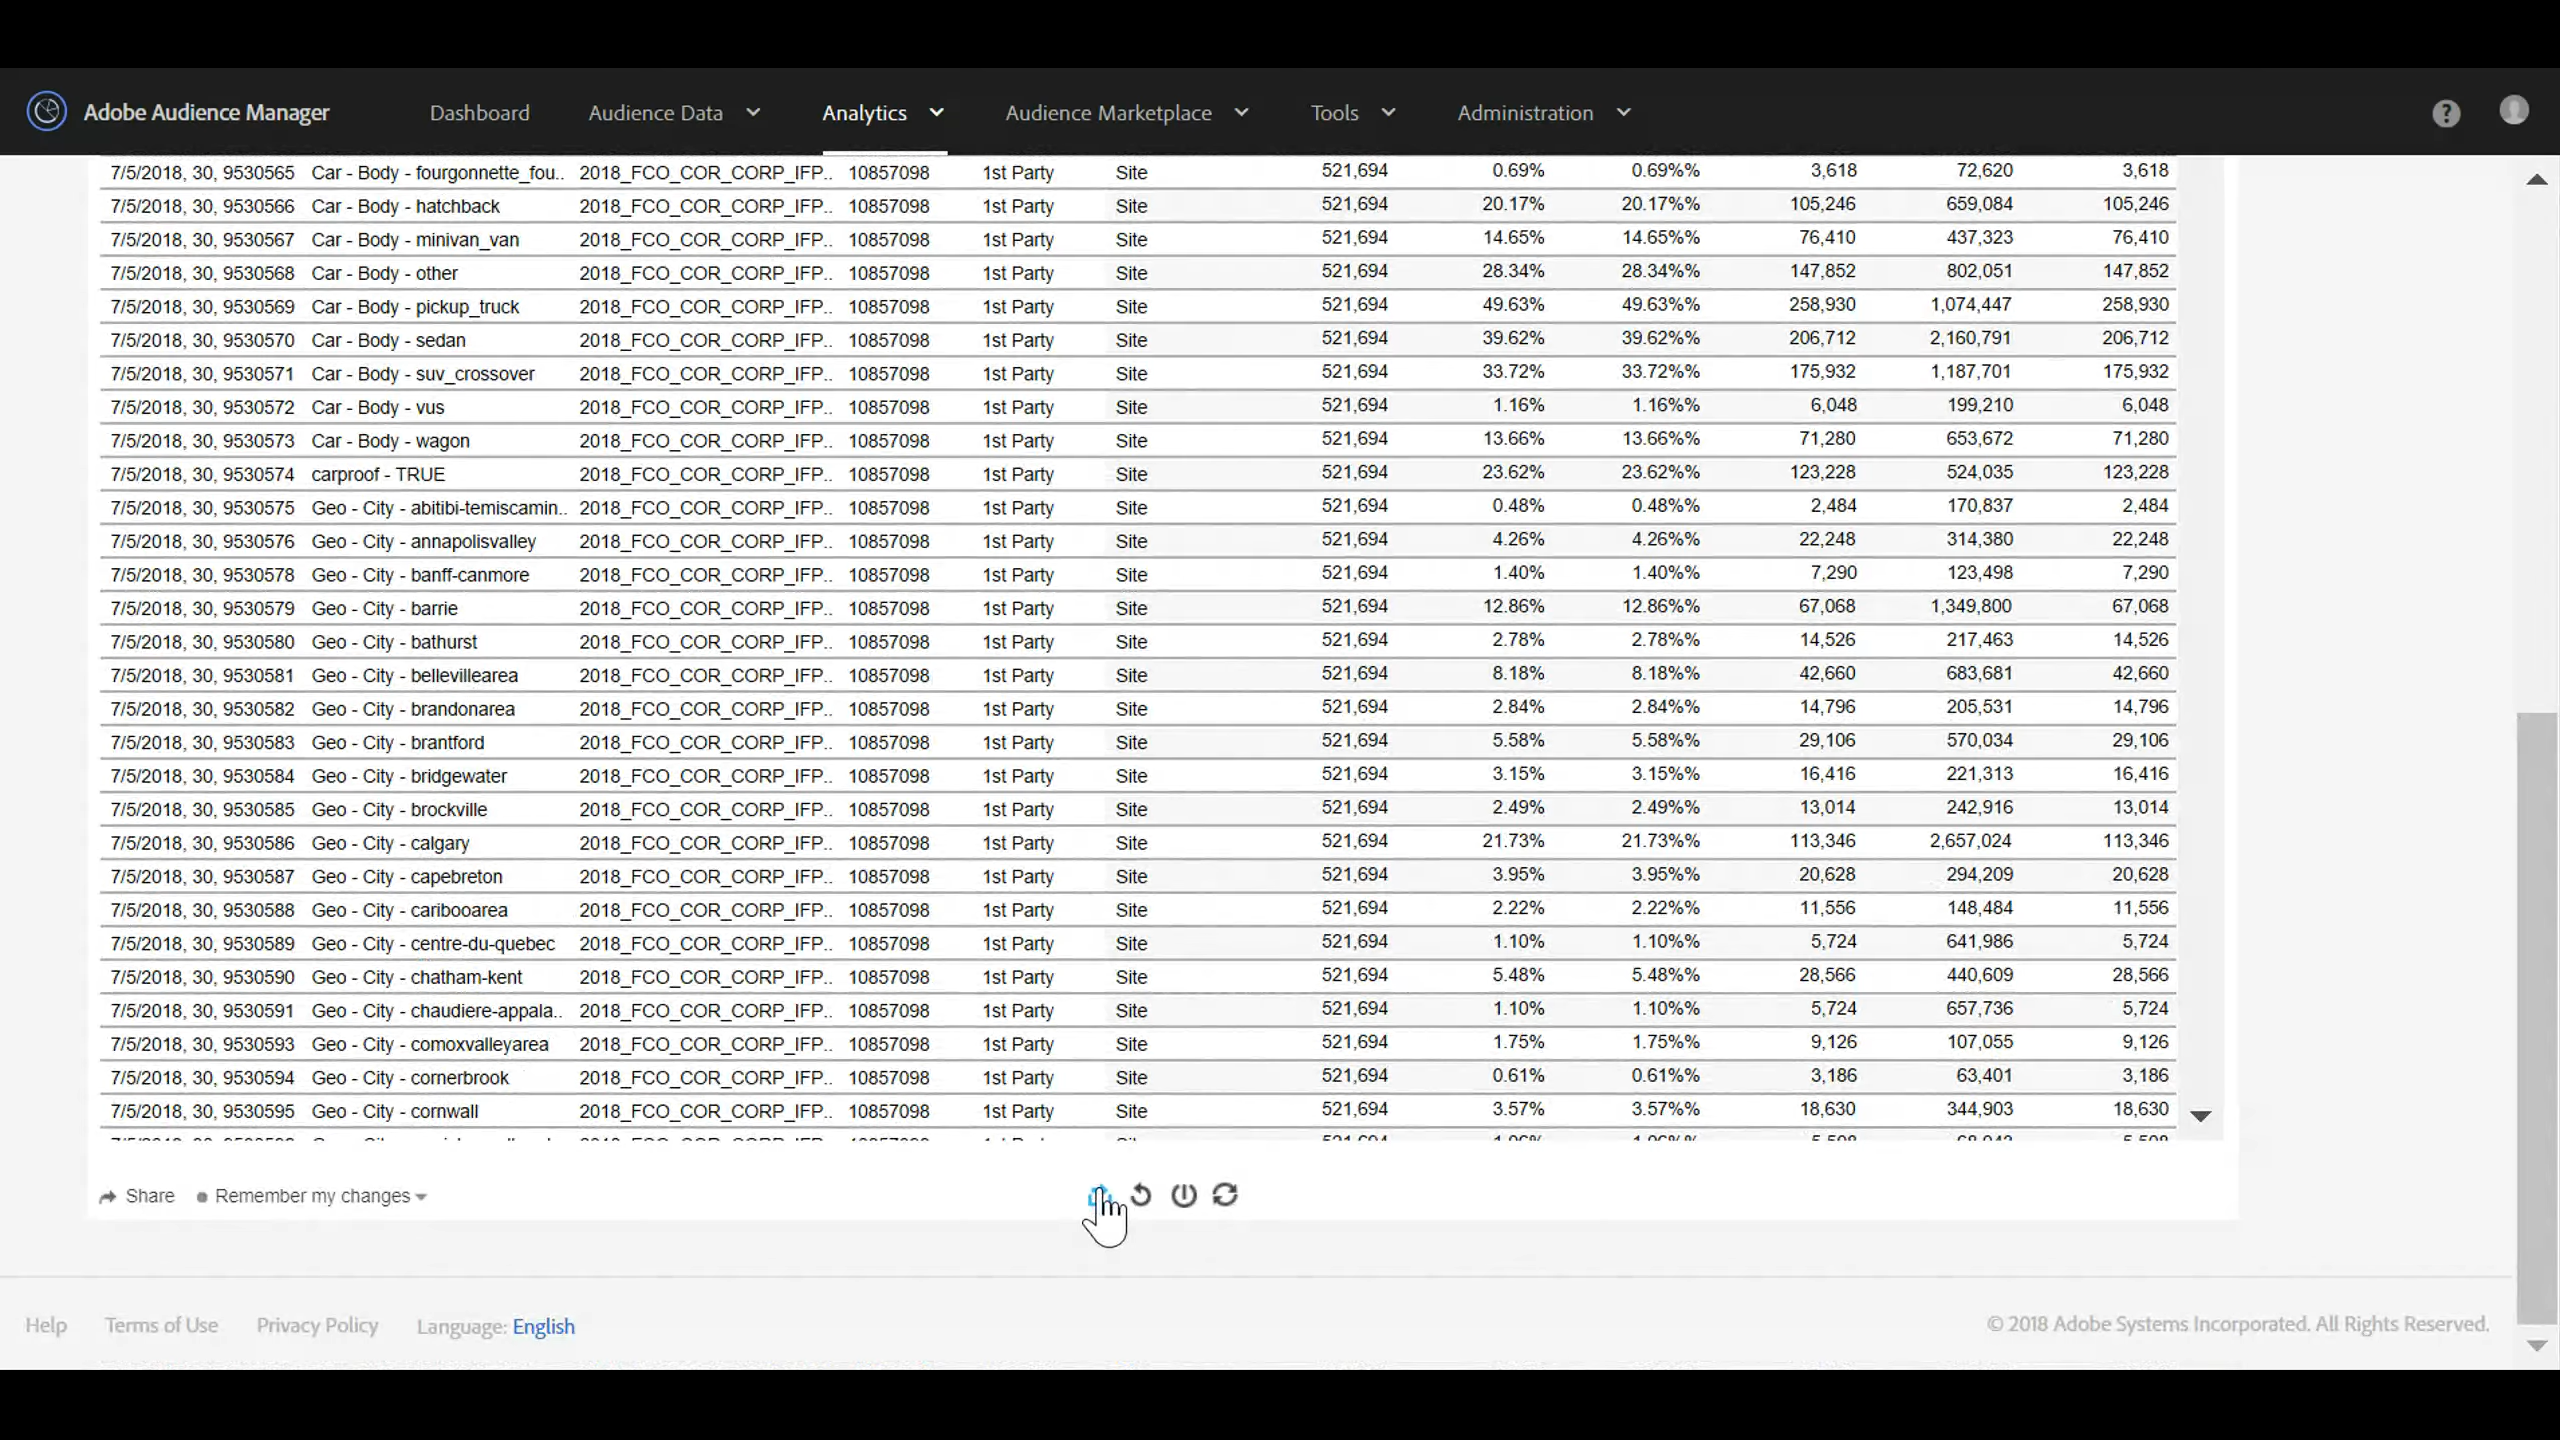 Adobe Audience Manager Dashboard Audience Data Analytics Audience Marketplace Tools Administration ?
7/5/2018, 30, 9530565 Car - Body - fourgonnette_fou.. 2018_FCO_COR_CORP_IFP.. 10857098 1st Party Site 521,694 0.69% 0.69%% 3,618 72,620 3,618
7/5/2018, 30, 9530566 Car - Body - hatchback 2018_FCO_COR_CORP_IFP.. 10857098 1st Party Site 521,694 20.17% 20.17%% 105,246 659,084 105,246
7/5/2018, 30, 9530567 Car - Body - minivan_van 2018_FCO_COR_CORP_IFP.. 10857098 1st Party Site 521,694 14.65% 14.65%% 76,410 437,323 76,410
7/5/2018, 30, 9530568 Car - Body - other 2018_FCO_COR_CORP_IFP.. 10857098 1st Party Site 521,694 28.34% 28.34%% 147,852 802,051 147,852
7/5/2018, 30, 9530569 Car - Body - pickup_truck 2018_FCO_COR_CORP_IFP.. 10857098 1st Party Site 521,694 49.63% 49.63%% 258,930 1,074,447 258,930
7/5/2018, 30, 9530570 Car - Body - sedan 2018_FCO_COR_CORP_IFP.. 10857098 1st Party Site 521,694 39.62% 39.62%% 206,712 2,160,791 206,712
7/5/2018, 30, 9530571 Car - Body - suv_crossover 2018_FCO_COR_CORP_IFP.. 10857098 1st Party Site 521,694 33.72% 33.72%% 175,932 1,187,701 175,932
7/5/2018, 30, 9530572 Car - Body - vus 2018_FCO_COR_CORP_IFP.. 10857098 1st Party Site 521,694 1.16% 1.16%% 6,048 199,210 6,048
7/5/2018, 30, 9530573 Car - Body - wagon 2018_FCO_COR_CORP_IFP.. 10857098 1st Party Site 521,694 13.66% 13.66%% 71,280 653,672 71,280
7/5/2018, 30, 9530574 carproof - TRUE 2018_FCO_COR_CORP_IFP.. 10857098 1st Party Site 521,694 23.62% 23.62%% 123,228 524,035 123,228
7/5/2018, 30, 9530575 Geo - City - abitibi-temiscamin.. 2018_FCO_COR_CORP_IFP.. 10857098 1st Party Site 521,694 0.48% 0.48%% 2,484 170,837 2,484
7/5/2018, 30, 9530576 Geo - City - annapolisvalley 2018_FCO_COR_CORP_IFP.. 10857098 1st Party Site 521,694 4.26% 4.26%% 22,248 314,380 22,248
7/5/2018, 30, 9530578 Geo - City - banff-canmore 2018_FCO_COR_CORP_IFP.. 10857098 1st Party Site 521,694 1.40% 1.40%% 7,290 123,498 7,290
7/5/2018, 30, 9530579 Geo - City - barrie 2018_FCO_COR_CORP_IFP.. 10857098 1st Party Site 521,694 12.86% 12.86%% 67,068 1,349,800 67,068
7/5/2018, 30, 9530580 Geo - City - bathurst 2018_FCO_COR_CORP_IFP.. 10857098 1st Party Site 521,694 2.78% 2.78%% 14,526 217,463 14,526
7/5/2018, 30, 9530581 Geo - City - bellevillearea 2018_FCO_COR_CORP_IFP.. 10857098 1st Party Site 521,694 8.18% 8.18%% 42,660 683,681 42,660
7/5/2018, 30, 9530582 Geo - City - brandonarea 2018_FCO_COR_CORP_IFP.. 10857098 1st Party Site 521,694 2.84% 2.84%% 14,796 205,531 14,796
7/5/2018, 30, 9530583 Geo - City - brantford 2018_FCO_COR_CORP_IFP.. 10857098 1st Party Site 521,694 5.58% 5.58%% 29,106 570,034 29,106
7/5/2018, 30, 9530584 Geo - City - bridgewater 2018_FCO_COR_CORP_IFP.. 10857098 1st Party Site 521,694 3.15% 3.15%% 16,416 221,313 16,416
7/5/2018, 30, 9530585 Geo - City - brockville 2018_FCO_COR_CORP_IFP.. 10857098 1st Party Site 521,694 2.49% 2.49%% 13,014 242,916 13,014
7/5/2018, 30, 9530586 Geo - City - calgary 2018_FCO_COR_CORP_IFP.. 10857098 1st Party Site 521,694 21.73% 21.73%% 113,346 2,657,024 113,346
7/5/2018, 30, 9530587 Geo - City - capebreton 2018_FCO_COR_CORP_IFP.. 10857098 1st Party Site 521,694 3.95% 3.95%% 20,628 294,209 20,628
7/5/2018, 30, 9530588 Geo - City - caribooarea 2018_FCO_COR_CORP_IFP.. 10857098 1st Party Site 521,694 2.22% 2.22%% 11,556 148,484 11,556
7/5/2018, 30, 9530589 Geo - City - centre-du-quebec 2018_FCO_COR_CORP_IFP.. 10857098 1st Party Site 521,694 1.10% 1.10%% 5,724 641,986 5,724
7/5/2018, 30, 9530590 Geo - City - chatham-kent 2018_FCO_COR_CORP_IFP.. 10857098 1st Party Site 521,694 5.48% 5.48%% 28,566 440,609 28,566
7/5/2018, 30, 9530591 Geo - City - chaudiere-appala.. 2018_FCO_COR_CORP_IFP.. 10857098 1st Party Site 521,694 1.10% 1.10%% 5,724 657,736 5,724
7/5/2018, 30, 9530593 Geo - City - comoxvalleyarea 2018_FCO_COR_CORP_IFP.. 10857098 1st Party Site 521,694 1.75% 1.75%% 9,126 107,055 9,126
7/5/2018, 30, 9530594 Geo - City - cornerbrook 2018_FCO_COR_CORP_IFP.. 10857098 1st Party Site 521,694 0.61% 0.61%% 3,186 63,401 3,186
7/5/2018, 30, 9530595 Geo - City - cornwall 2018_FCO_COR_CORP_IFP.. 10857098 1st Party Site 521,694 3.57% 3.57%% 18,630 344,903 18,630
Share Remember my changes
Help Terms of Use Privacy Policy Language: English © 2018 Adobe Systems Incorporated. All Rights Reserved.